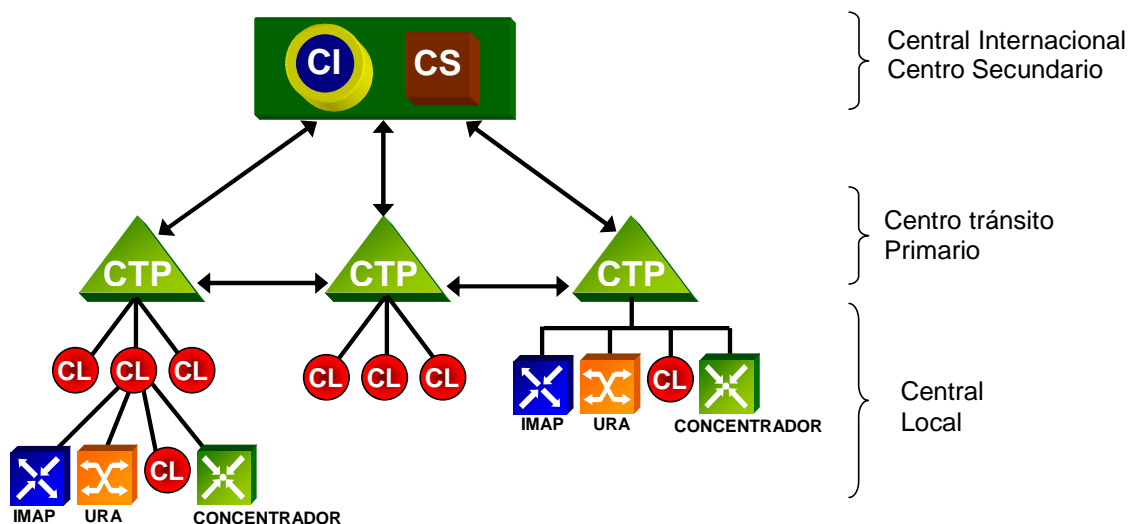 CI
CS
Central Internacional
Centro Secundario
CTP
CTP
CTP
Centro tránsito
Primario
CL
CL
CL
CL
CL
CL
CL
IMAP
URA
CONCENTRADOR
Central
Local
CL
IMAP
URA
CONCENTRADOR